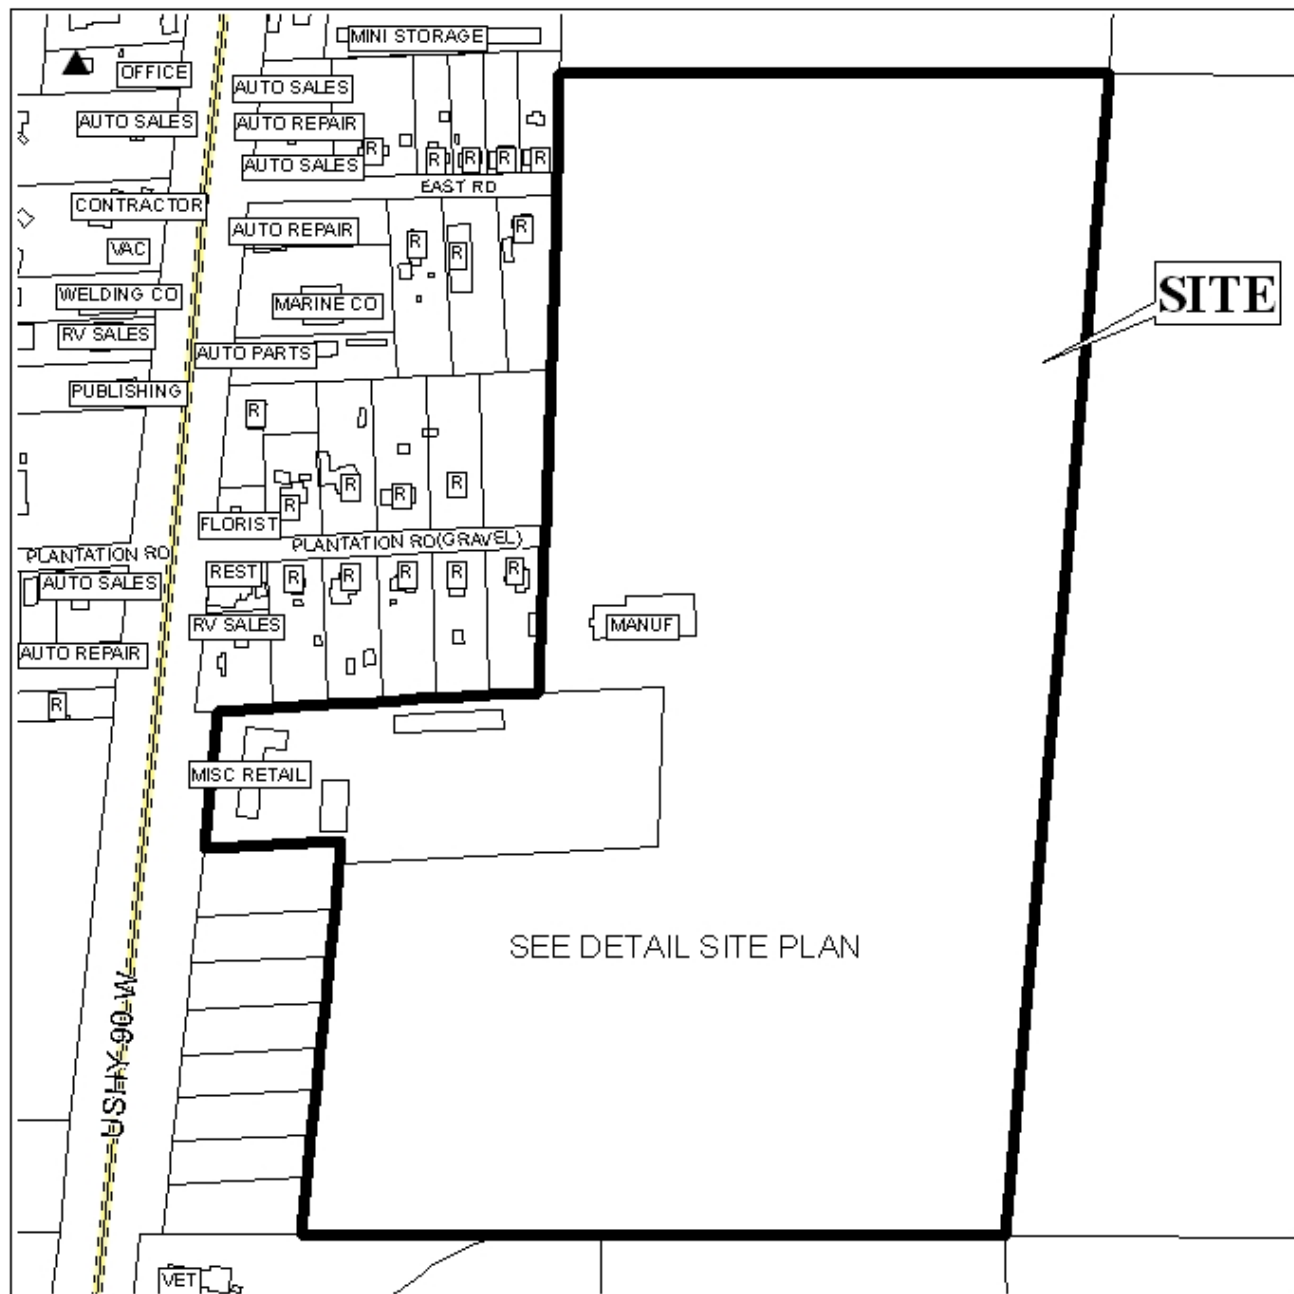 MINI STORAGE
OFFICE
AUTO SALES
AUTO SALES
AUTO REPAIR
R
AUTO SALES
R
R
R
R
EAST RD
CONTRACTOR
AUTO REPAIR
R
R
R
VAC
SITE
WELDING CO
MARINE CO
RV SALES
AUTO PARTS
PUBLISHING
R
R
R
R
R
FLORIST
PLANTATION RD(GRAVEL)
PLANTATION RD
REST
R
R
R
R
R
AUTO SALES
RV SALES
MANUF
AUTO REPAIR
R
MISC RETAIL
SEE DETAIL SITE PLAN
USHY 90 W
VET